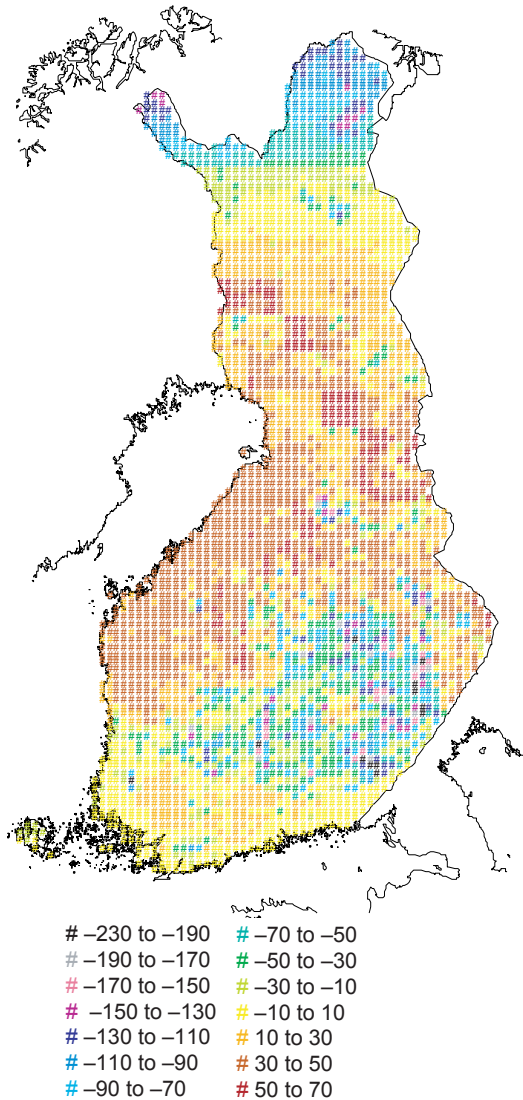 # –230 to –190
# –190 to –170
# –170 to –150
# –150 to –130
# –130 to –110
# –110 to –90
# –90 to –70
# –70 to –50
# –50 to –30
# –30 to –10
# –10 to 10
# 10 to 30
# 30 to 50
# 50 to 70